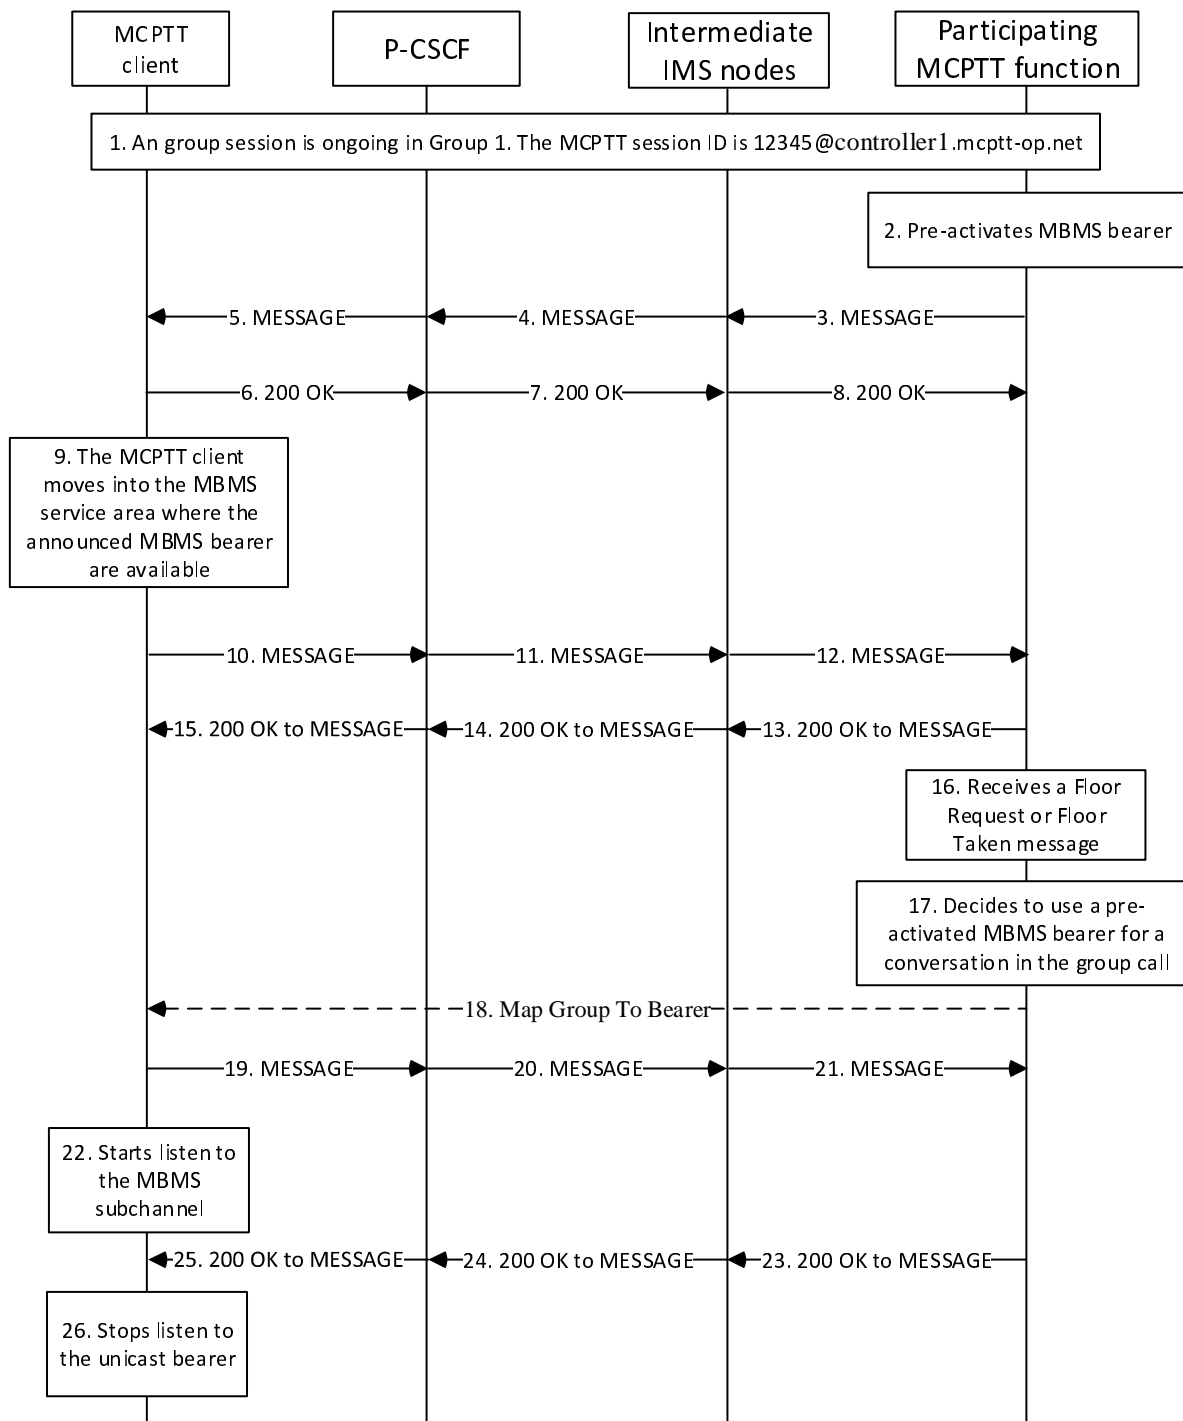 MCPTT
client
P-CSCF
Intermediate
IMS nodes
Participating
MCPTT function
1. An group session is ongoing in Group 1. The MCPTT session ID is 12345@controller1.mcptt-op.net
2. Pre-activates MBMS bearer
5. MESSAGE
4. MESSAGE
3. MESSAGE
6. 200 OK
7. 200 OK
8. 200 OK
9. The MCPTT client
moves into the MBMS
service area where the
announced MBMS bearer
are available
10. MESSAGE
11. MESSAGE
12. MESSAGE
15. 200 OK to MESSAGE
14. 200 OK to MESSAGE
13. 200 OK to MESSAGE
16. Receives a Floor
Request or Floor
Taken message
17. Decides to use a pre-
activated MBMS bearer for a
conversation in the group call
18. Map Group To Bearer
19. MESSAGE
20. MESSAGE
21. MESSAGE
22. Starts listen to
the MBMS
subchannel
25. 200 OK to MESSAGE
24. 200 OK to MESSAGE
23. 200 OK to MESSAGE
26. Stops listen to
the unicast bearer